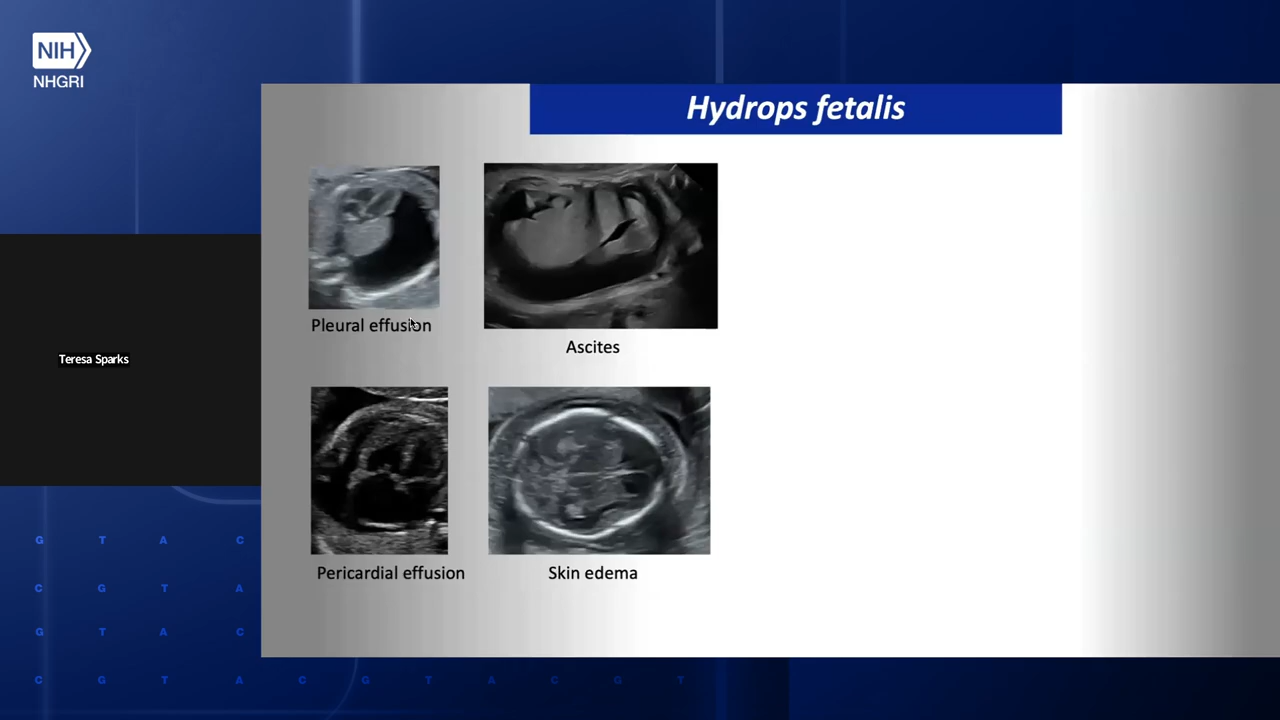 NIH
NHGRI
Hydrops fetalis
Pleural effusion
Ascites
Teresa Sparks
Pericardial effusion
Skin edema
G T A C
C G T A
G T A C
C G T A C G T A C G T